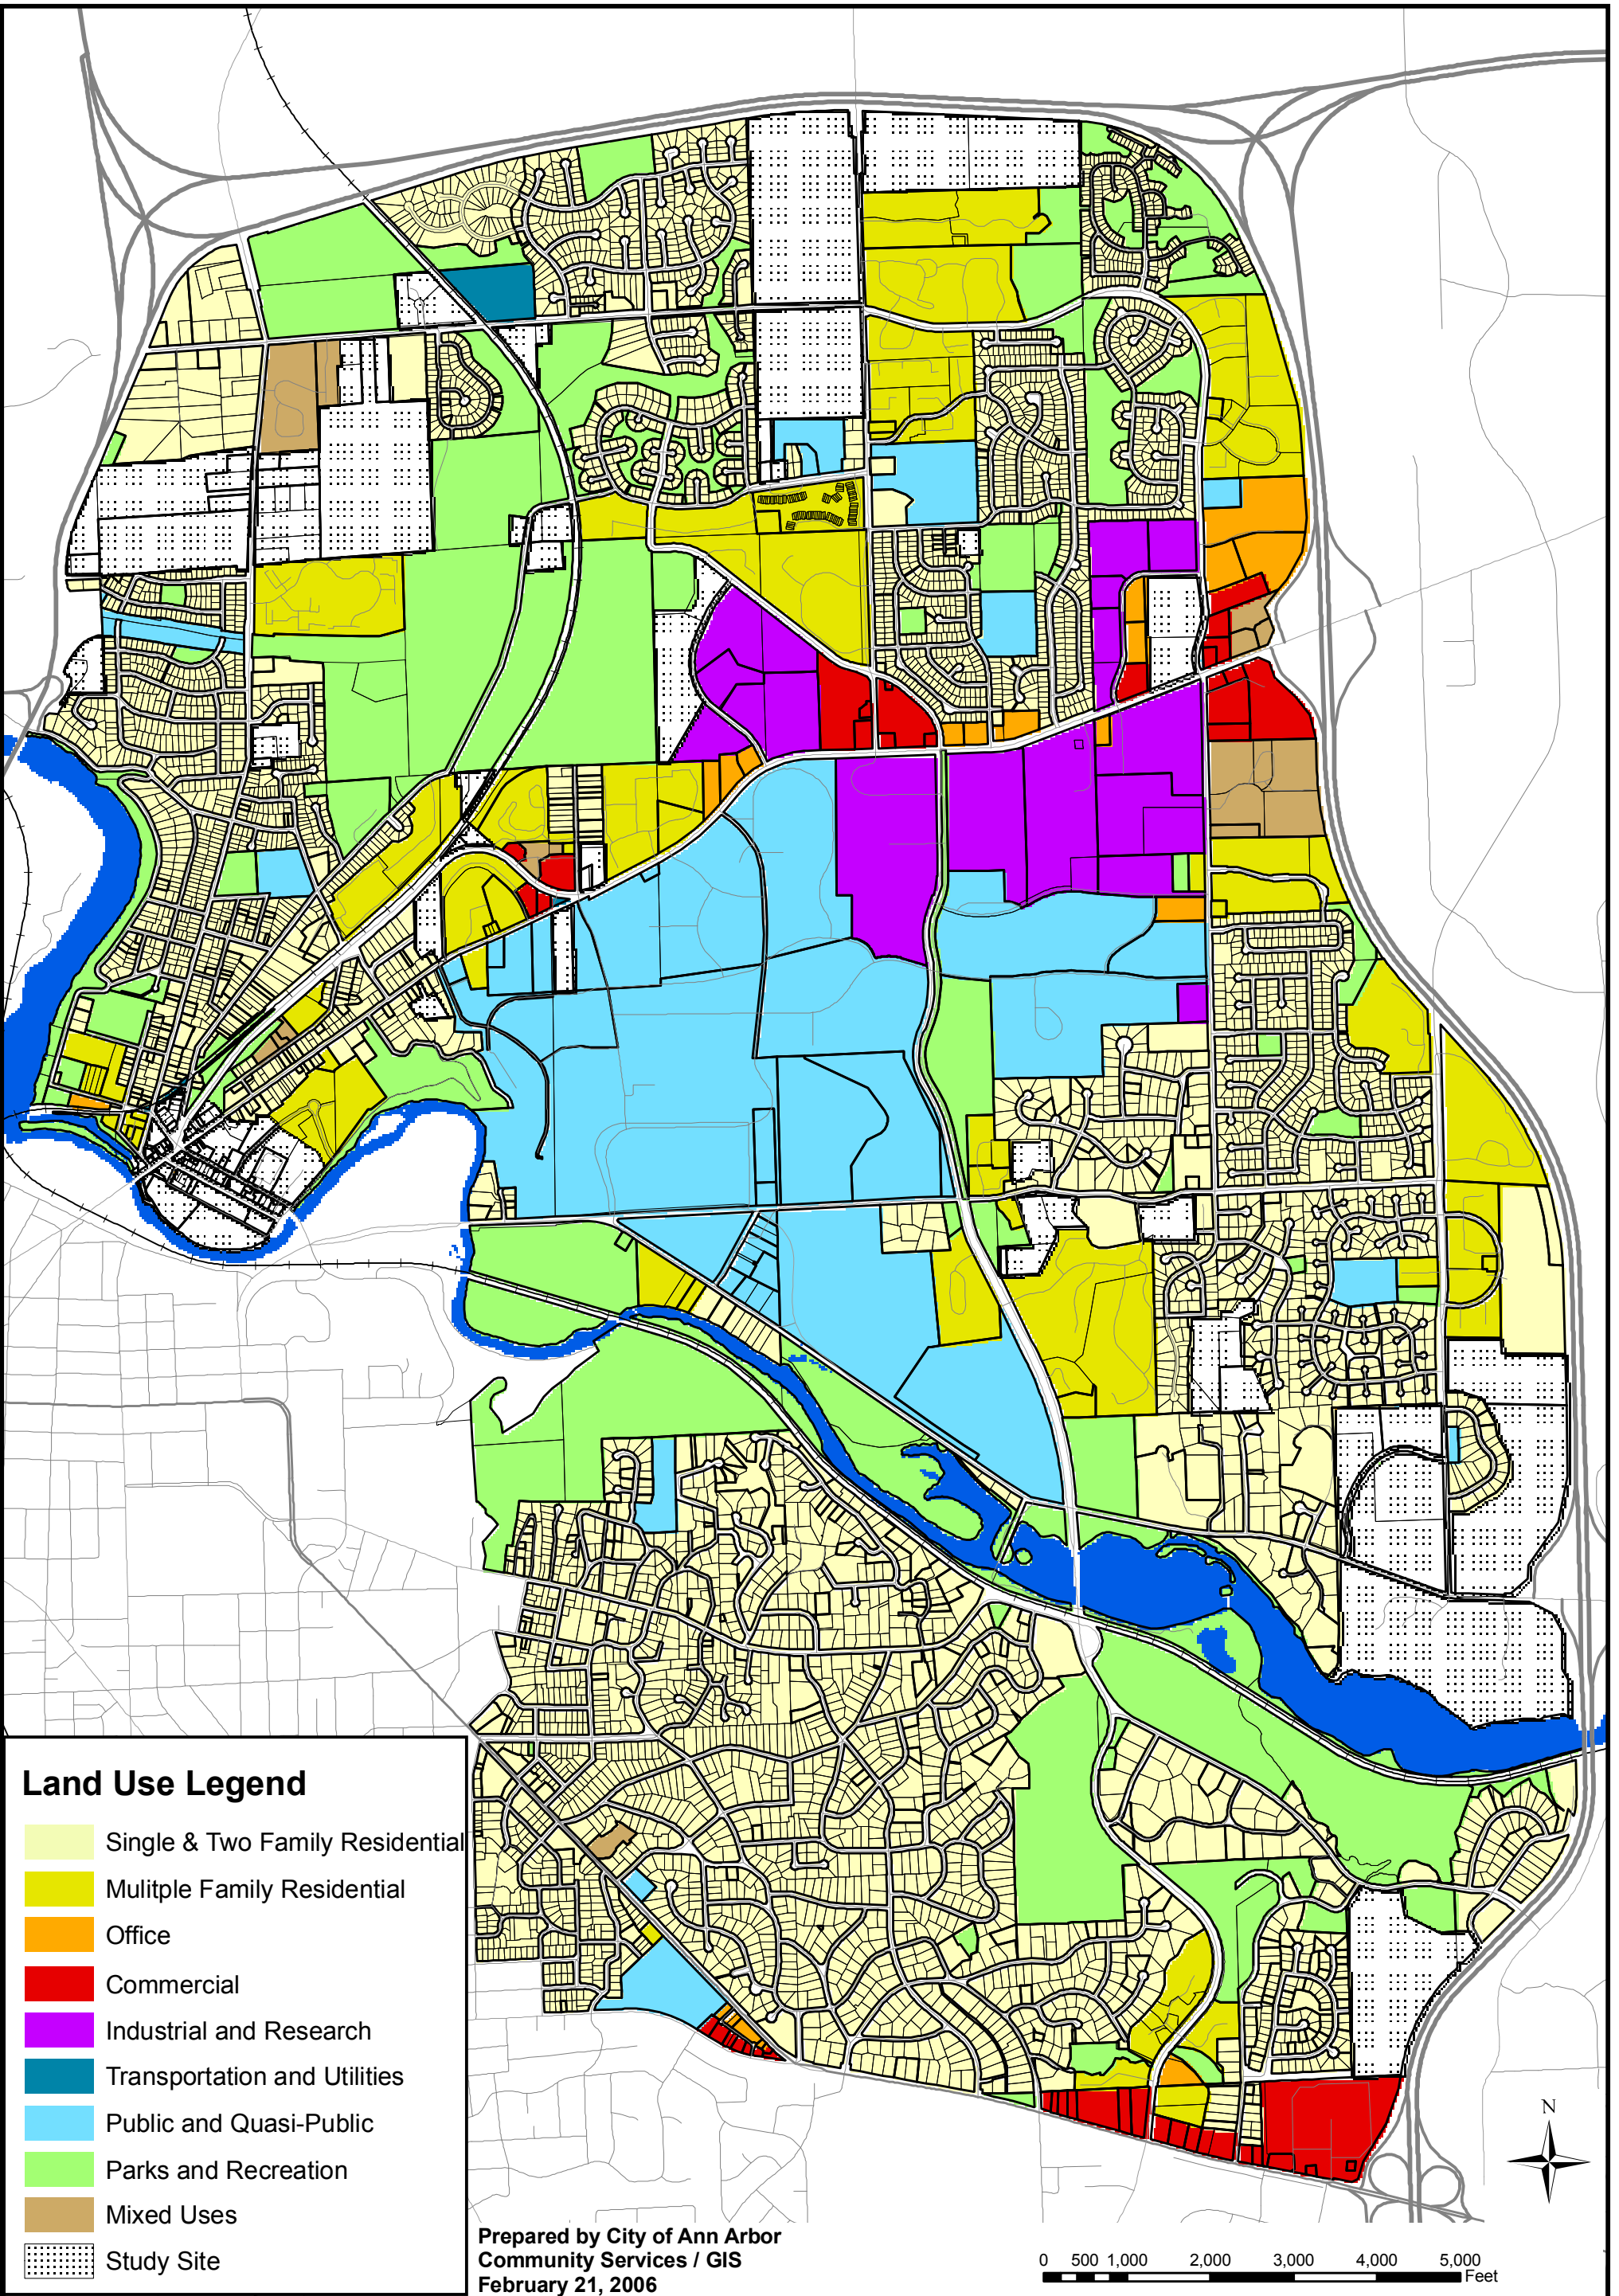 Land Use Legend
Single & Two Family Residential
Mulitple Family Residential
Office
Commercial
Industrial and Research
Transportation and Utilities
Public and Quasi-Public
Parks and Recreation
Mixed Uses
Study Site
Prepared by City of Ann Arbor
Community Services / GIS
February 21, 2006
N
0 500 1,000 2,000 3,000 4,000 5,000
Feet